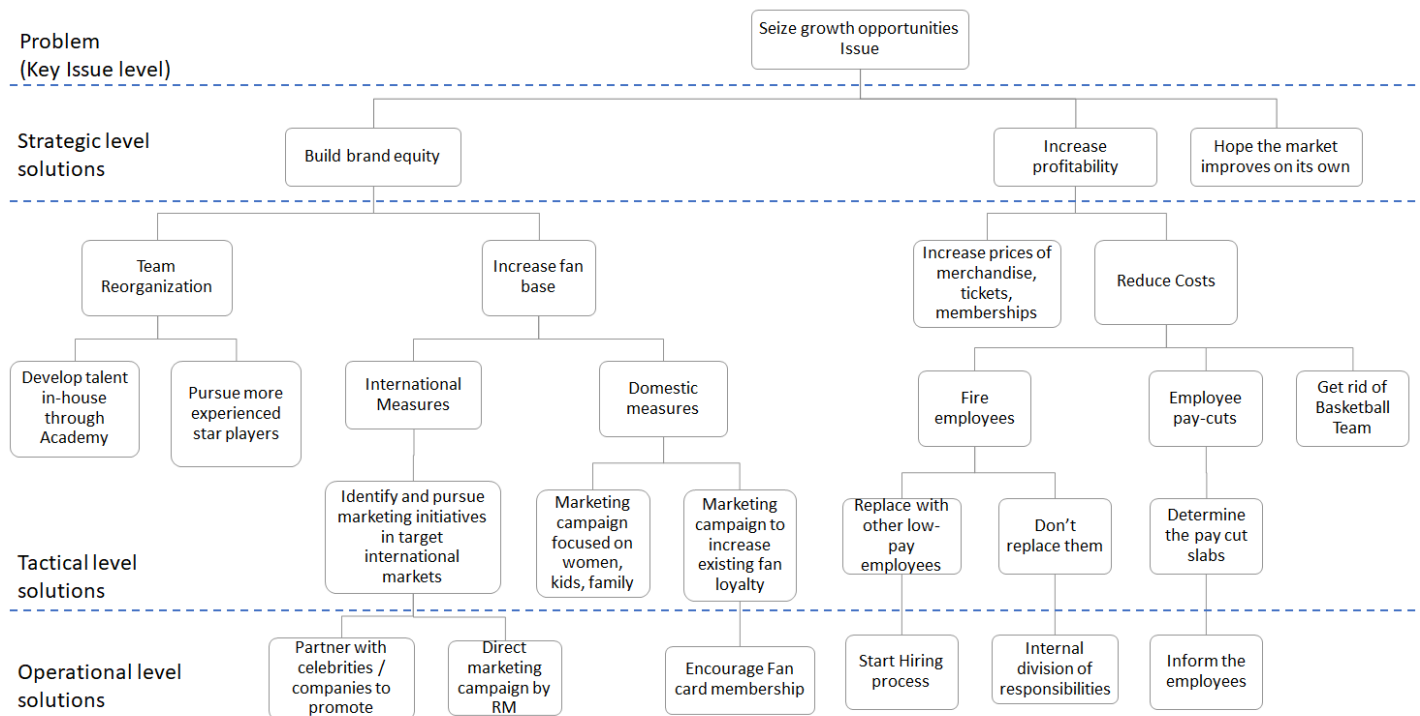 Seize growth opportunities
Issue
Problem
(Key Issue level)
Strategic level
solutions
Build brand equity
Increase
profitability
Hope the market
improves on its own
Team
Reorganization
Increase fan
base
Increase prices of
merchandise,
tickets,
memberships
Reduce Costs
Develop talent
in-house
through
Academy
Pursue more
experienced
star players
International
Measures
Domestic
measures
Fire
employees
Employee
pay-cuts
Get rid of
Basketball
Team
Identify and pursue
marketing initiatives
in target
international
markets
Marketing
campaign
focused on
women,
kids, family
Marketing
campaign to
increase
existing fan
loyalty
Replace with
other low-
pay
employees
Don’t
replace them
Determine
the pay cut
slabs
Tactical level
solutions
Operational level
solutions
Partner with
celebrities /
companies to
promote
Direct
marketing
campaign by
RM
Encourage Fan
card membership
Start Hiring
process
Internal
division of
responsibilities
Inform the
employees